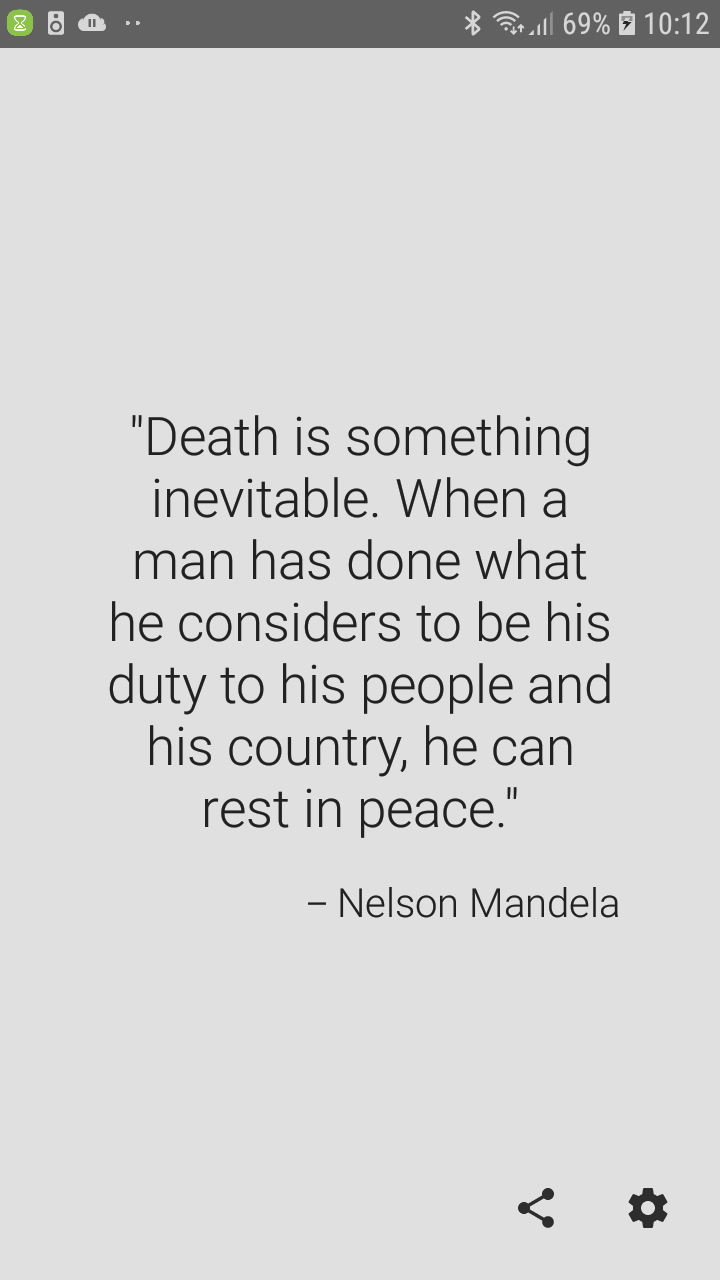 69% 10:12
"Death is something
inevitable. When a
man has done what
he considers to be his
duty to his people and
his country, he can
rest in peace."
– Nelson Mandela